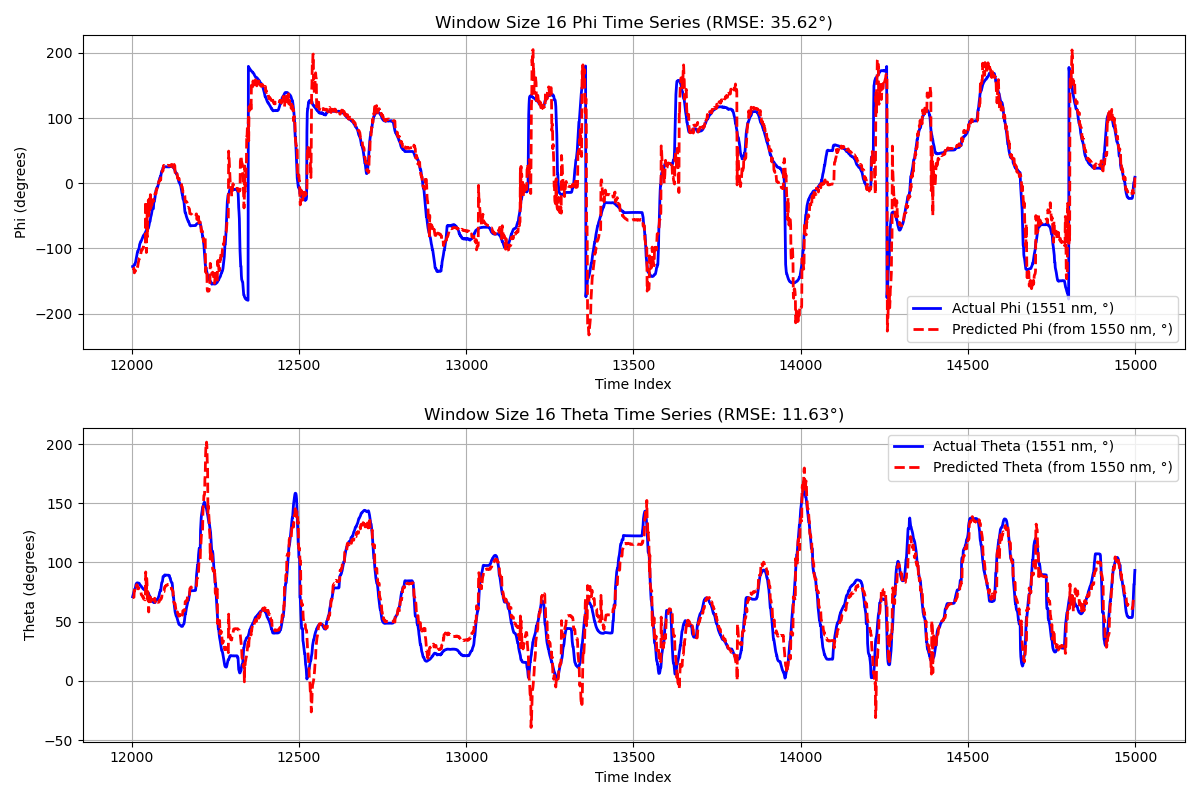 Window Size 16 Phi Time Series (RMSE: 35.62°)
Phi (degrees)
200
100
0
−100
−200
12000
12500
13000
13500
14000
14500
15000
Time Index
Actual Phi (1551 nm, °)
Predicted Phi (from 1550 nm, °)
Window Size 16 Theta Time Series (RMSE: 11.63°)
Theta (degrees)
200
150
100
50
0
−50
12000
12500
13000
13500
14000
14500
15000
Time Index
Actual Theta (1551 nm, °)
Predicted Theta (from 1550 nm, °)